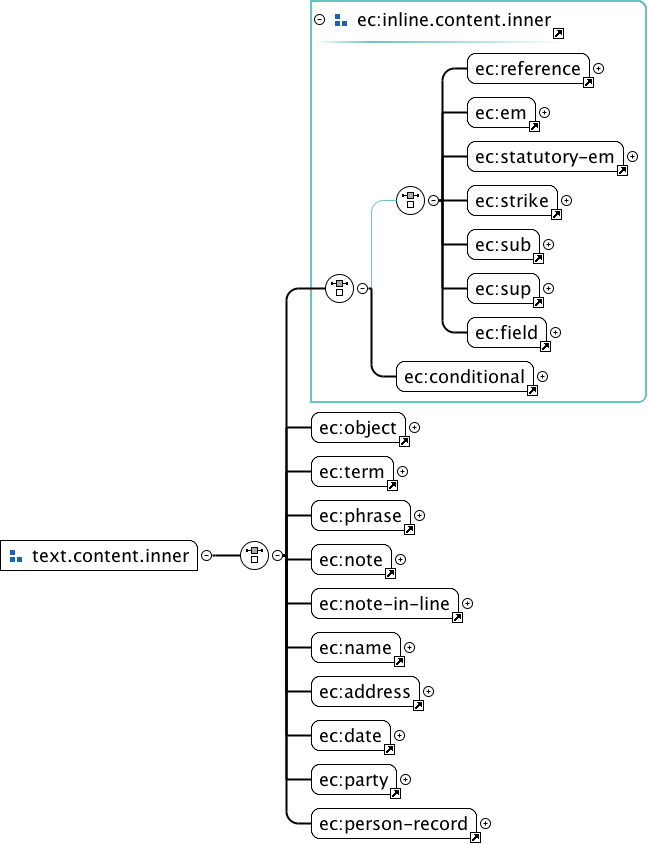 ec:inline.content.inner
ec:reference
ec:em
ec:statutory-em
ec:strike
ec:sub
ec:sup
ec:field
ec:conditional
ec:object
ec:term
ec:phrase
ec:note
text.content.inner
ec:note-in-line
ec:name
ec:address
ec:date
ec:party
ec:person-record